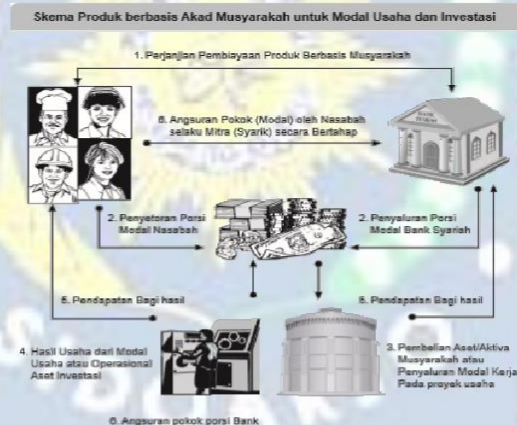 Skema Produk berbasis Akad Musyarakah untuk Modal Usaha dan Investasi
1. Perjanjian Pembiayaan Produk Berbasis Musyarakah
6. Angsuran Pokok (Modal) oleh Nasabah
selaku Mitra (Syarik) secara Bertahap
2. Penyetoran Porsi
Modal Nasabah
2. Penyaluran Porsi
Modal Bank Syariah
5. Pendapatan Bagi hasil
5. Pendapatan Bagi hasil
4. Hasil Usaha dari Modal
Usaha atau Operasional
Aset Investasi
3. Pembelian Aset/Aktiva
Musyarakah atau
Penyaluran Modal Kerja
Pada proyek usaha
6. Angsuran pokok porsi Bank